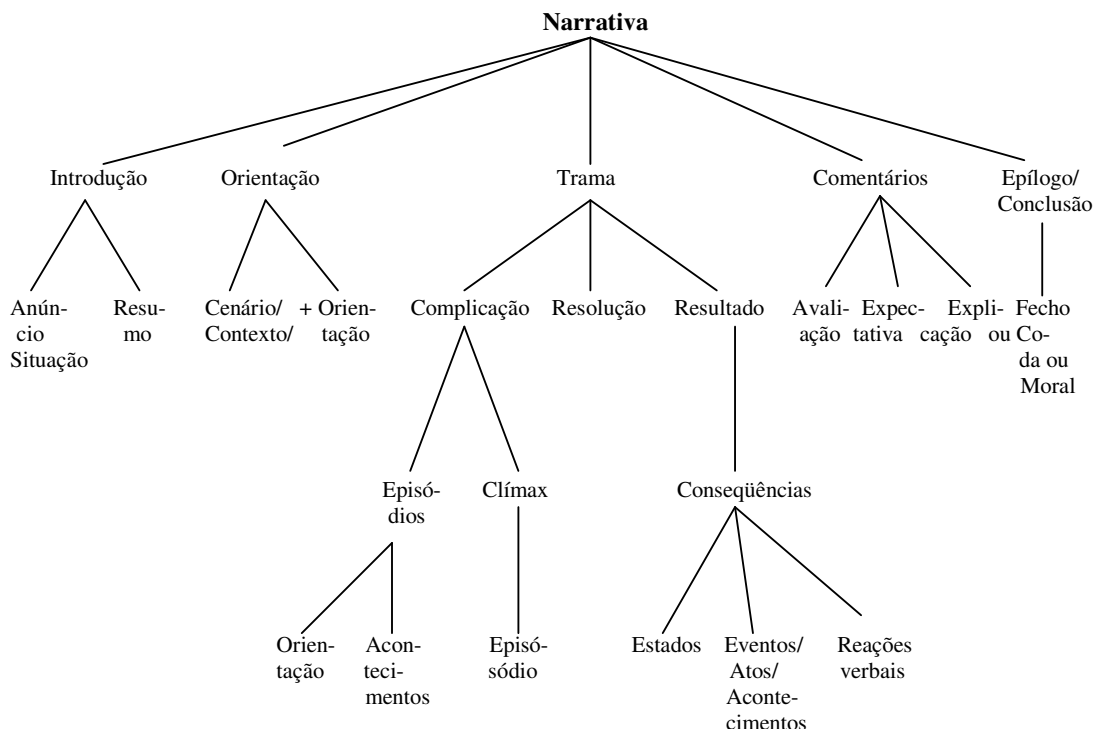 Narrativa
Introdução Orientação Trama Comentários Epílogo/
Conclusão
Anún- Resu- Cenário/ + Orien- Complicação Resolução Resultado Avali- Expec- Expli- Fecho
cio mo Contexto/ tação ação tativa cação ou Co-
Situação da ou
Moral
Episó- Clímax Conseqüências
dios
Orien- Acon- Episó- Estados Eventos/ Reações
tação teci- sódio Atos/ verbais
mentos Aconte-
cimentos